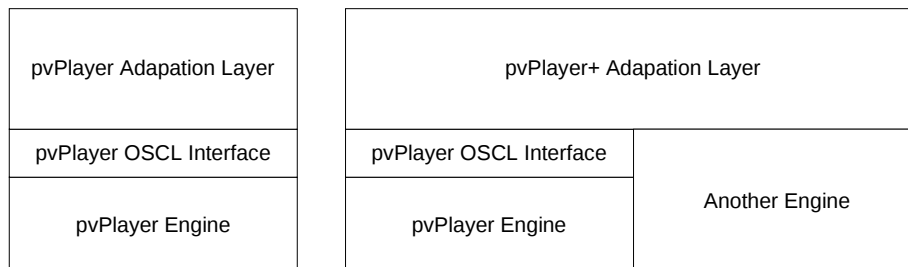 pvPlayer Adapation Layer
pvPlayer OSCL Interface
pvPlayer Engine
pvPlayer+ Adapation Layer
pvPlayer OSCL Interface
pvPlayer Engine
Another Engine